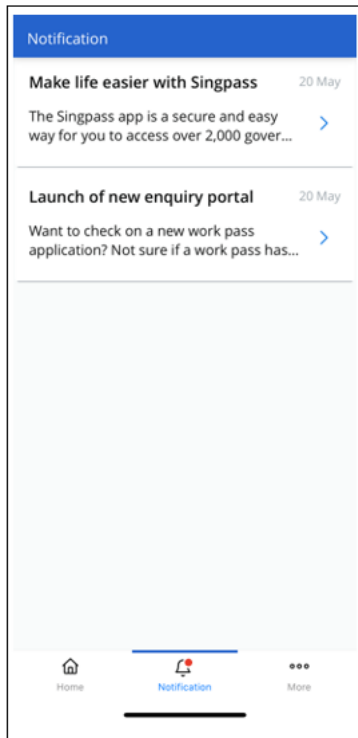 Notification
Make life easier with Singpass 20 May
The Singpass app is a secure and easy
way for you to access over 2,000 gover...
Launch of new enquiry portal 20 May
Want to check on a new work pass
application? Not sure if a work pass has...
Home Notification More